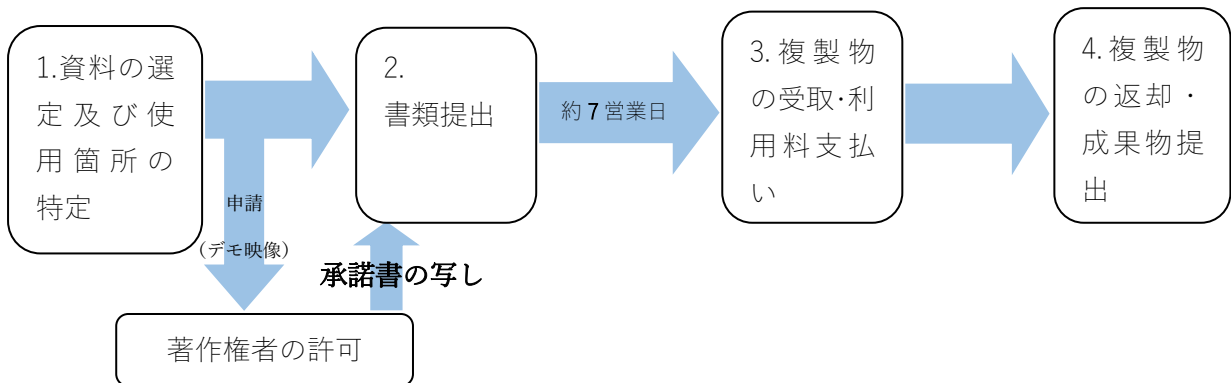 1.資料の選
定及び使
用箇所の
特定
申請
（デモ映像）
著作権者の許可
承諾書の写し
2.
書類提出
約７営業日
3.複製物
の受取･利
用料支払
い
4.複製物
の返却・
成果物提
出